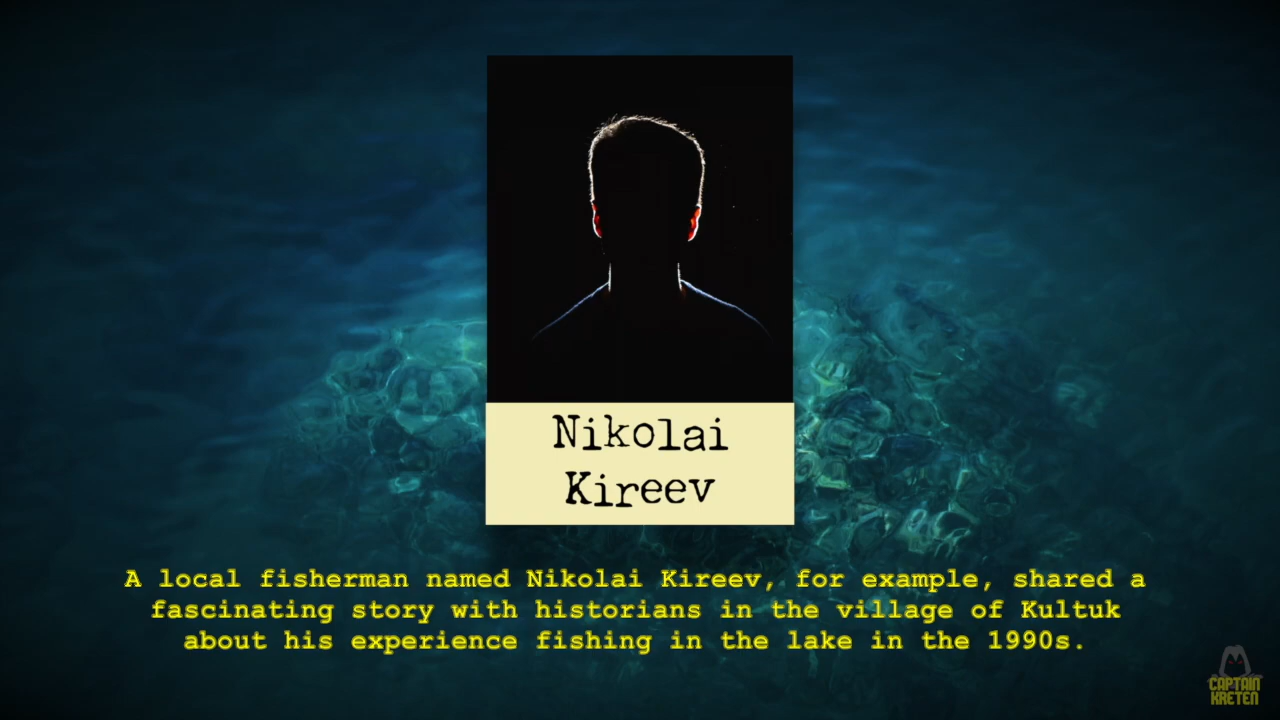 Nikolai
Kireev
A local fisherman named Nikolai Kireev, for example, shared a
fascinating story with historians in the village of Kultuk
about his experience fishing in the lake in the 1990s.
CAPTAIN
KRETEN